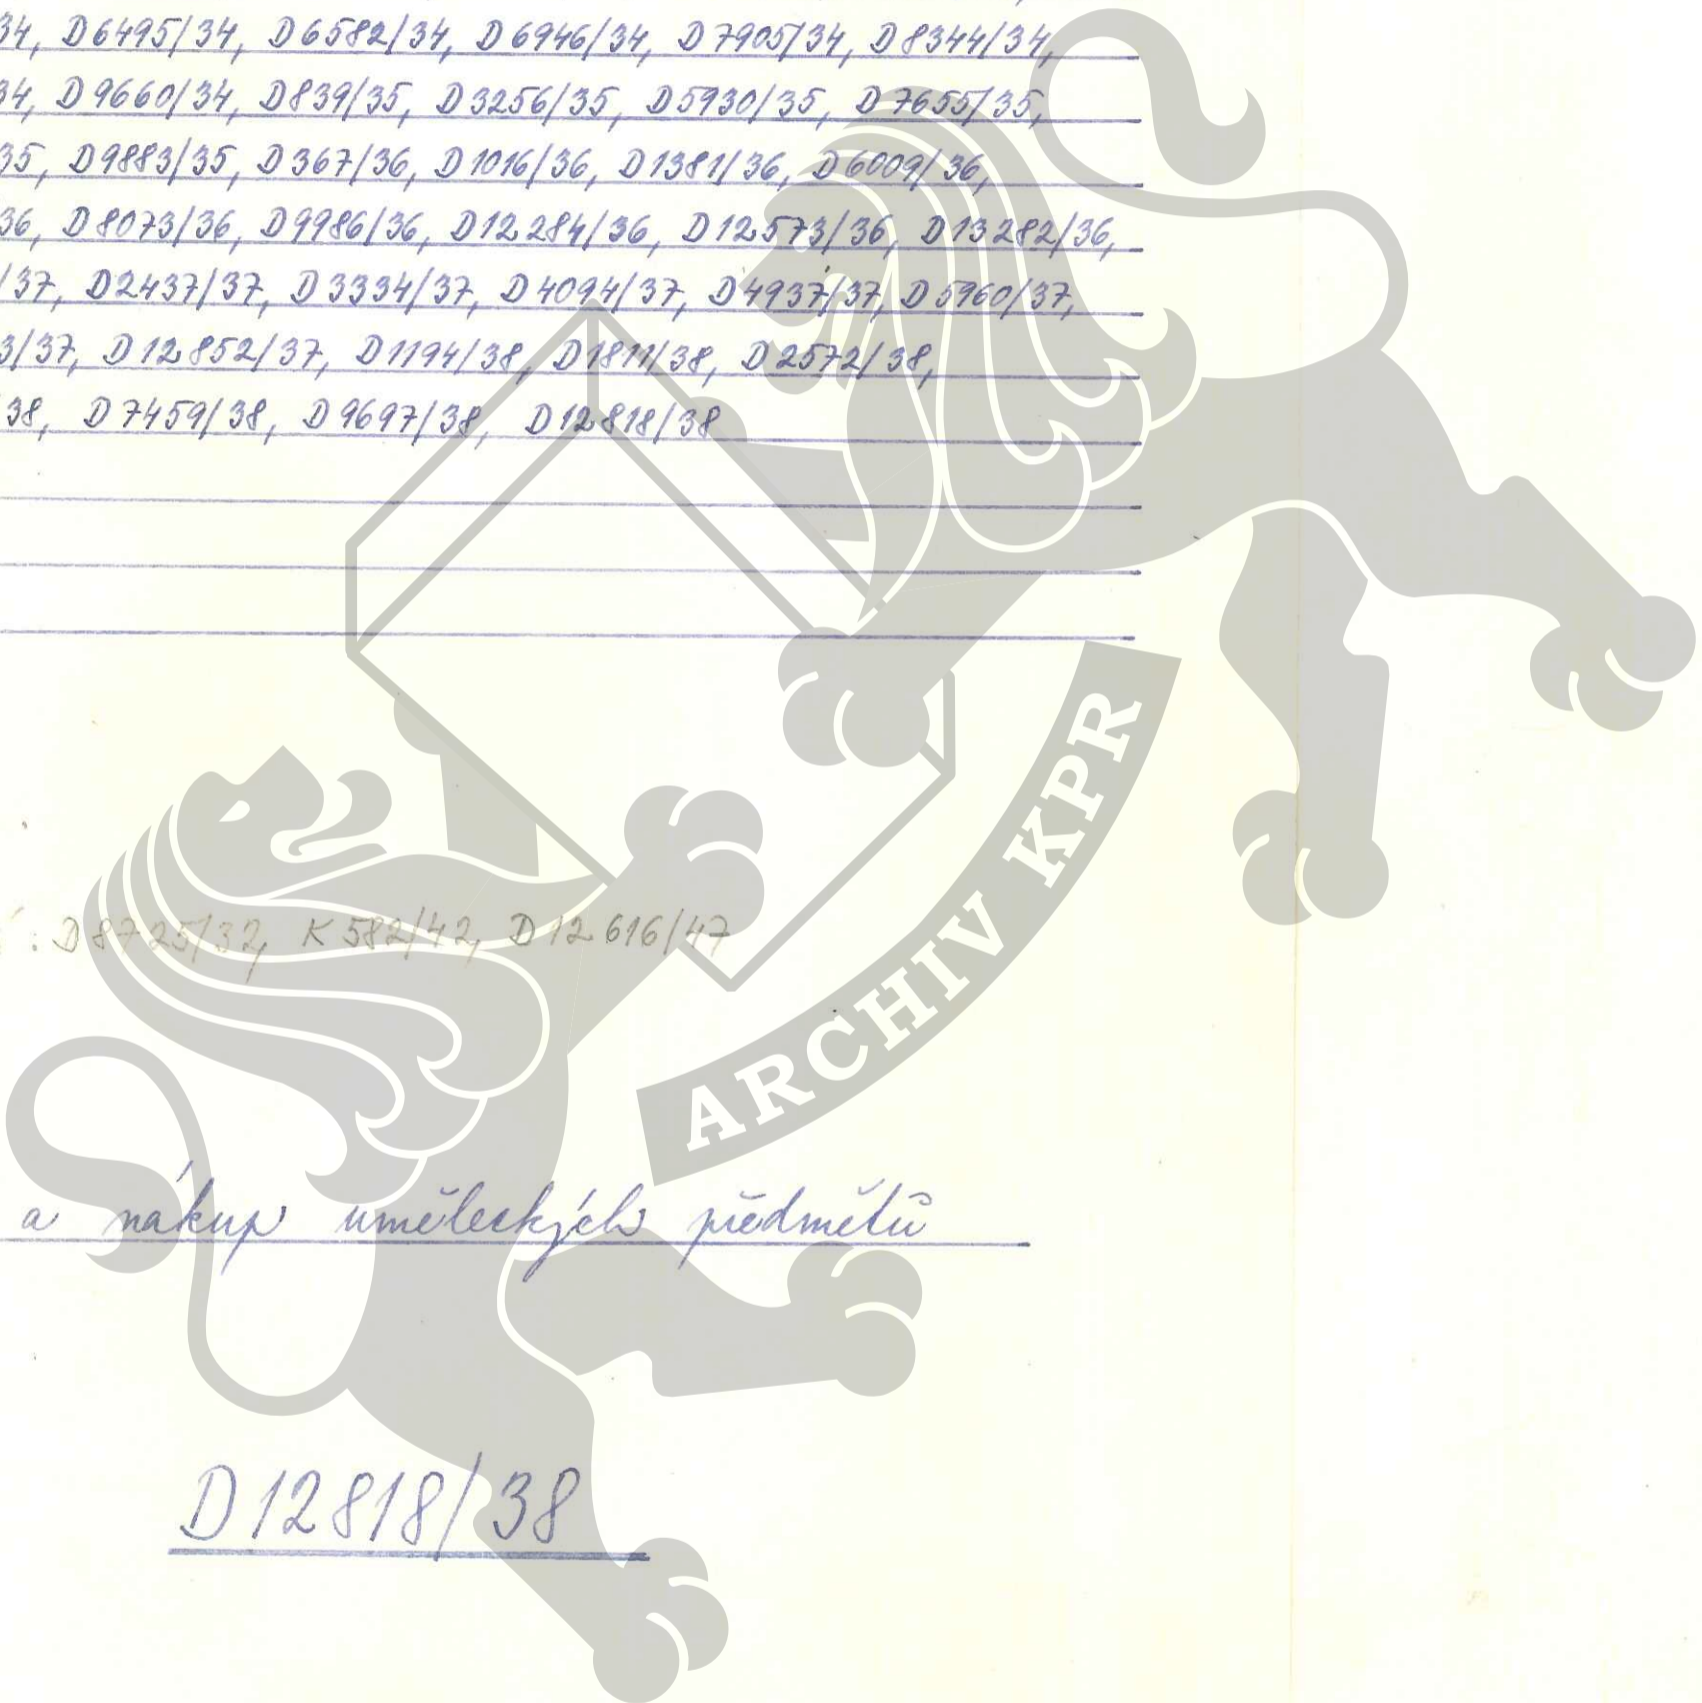 34, D6495/34, D6582/34, D6946/34, D7905/34, D8344/34,
34, D9660/34, D839/35, D3256/35, D5930/35, D7655/35,
35, D9883/35, D367/36, D1016/36, D1381/36, D6009/36,
36, D8073/36, D9986/36, D12284/36, D12573/36, D13282/36,
/37, D2437/37, D3334/37, D4094/37, D4937/37, D5960/37,
3/37, D12852/37, D1194/38, D1811/38, D2572/38,
38, D7459/38, D9697/38, D12818/38
: D8725/32, K582/42, D12616/47
ARCHIV KPR
a nákup uměleckých předmětů
D12818/38